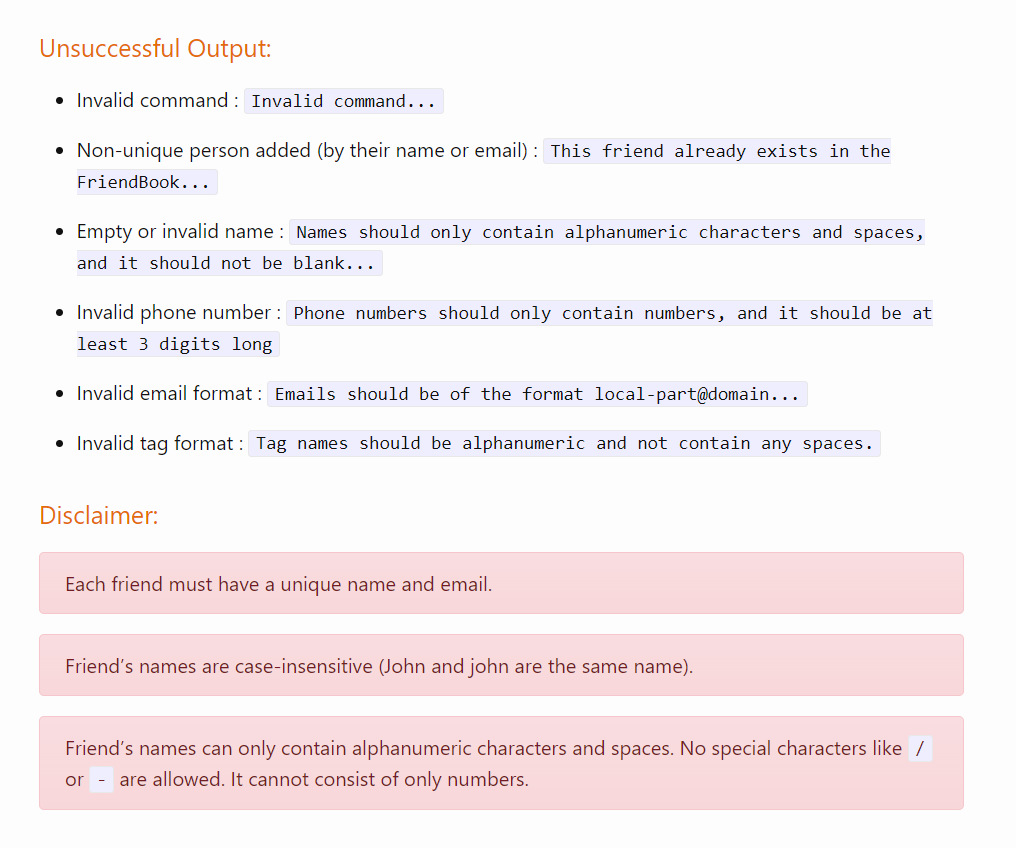 Unsuccessful Output:
Invalid command : Invalid command...
Non-unique person added (by their name or email) : This friend already exists in the
FriendBook...
Empty or invalid name : Names should only contain alphanumeric characters and spaces,
and it should not be blank...
Invalid phone number : Phone numbers should only contain numbers, and it should be at
least 3 digits long
Invalid email format : Emails should be of the format local-part@domain...
Invalid tag format : Tag names should be alphanumeric and not contain any spaces.
Disclaimer:
Each friend must have a unique name and email.
Friend’s names are case-insensitive (John and john are the same name).
Friend’s names can only contain alphanumeric characters and spaces. No special characters like /
or - are allowed. It cannot consist of only numbers.